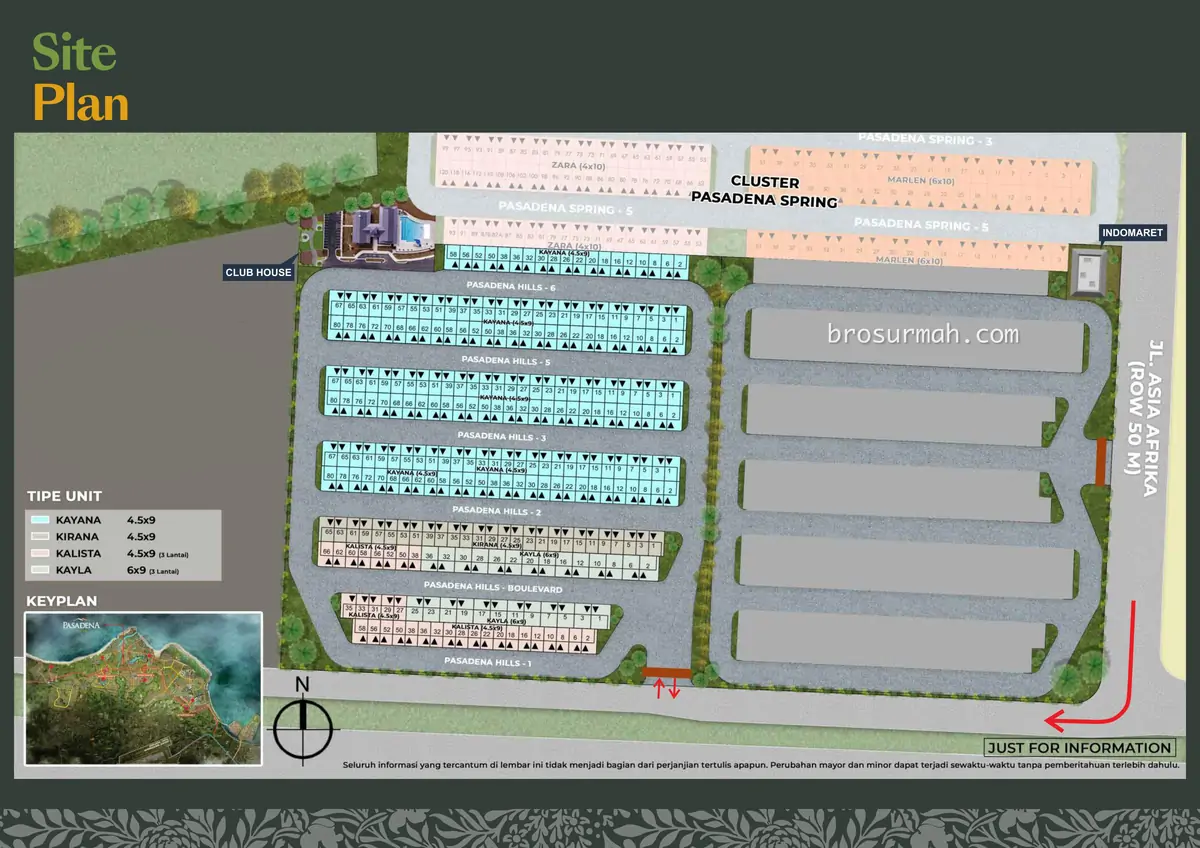 Site
Plan
PASADENA SPRING - 3
ZARA (4x10)
MARLEN (6x10)
CLUSTER
PASADENA SPRING
PASADENA SPRING - 5
PASADENA SPRING - 5
INDOMARET
ZARA (4x10)
MARLEN (6x10)
KAYANA (4.5x9)
CLUB HOUSE
58 56 52 50 38 36 32 30 28 26 22 20 18 16 12 10 8 6 2
PASADENA HILLS - 6
67 65 63 61 59 57 55 53 51 39 37 35 33 31 29 27 25 23 21 19 17 15 11 9 7 5 3 1
KAYANA (4.5x9)
80 78 76 72 70 68 66 62 60 58 56 52 50 38 36 32 30 28 26 22 20 18 16 12 10 8 6 2
brosurmah.com
PASADENA HILLS - 5
67 65 63 61 59 57 55 53 51 39 37 35 33 31 29 27 25 23 21 19 17 15 11 9 7 5 3 1
KAYANA (4.5x9)
80 78 76 72 70 68 66 62 60 58 56 52 50 38 36 32 30 28 26 22 20 18 16 12 10 8 6 2
JL. ASIA AFRIKA
(ROW 50 M)
PASADENA HILLS - 3
67 65 63 61 59 57 55 53 51 39 37 35 33 31 29 27 25 23 21 19 17 15 11 9 7 5 3 1
KAYANA (4.5x9)
KAYANA (4.5x9)
80 78 76 72 70 68 66 62 60 58 56 52 50 38 36 32 30 28 26 22 20 18 16 12 10 8 6 2
PASADENA HILLS - 2
65 63 61 59 57 55 53 51 39 37 35 33 31 29 27 25 23 21 19 17 15 11 9 7 5 3 1
KALISTA (4.5x9)
KIRANA (4.5x9)
KAYLA (6x9)
66 62 60 58 56 52 50 38 36 32 30 28 26 22 20 18 16 12 10 8 6 2
PASADENA HILLS - BOULEVARD
35 33 31 29 27 25 23 21 19 17 15 11 9 7 5 3 1
KALISTA (4.5x9)
KAYLA (6x9)
KALISTA (4.5x9)
58 56 52 50 38 36 32 30 28 26 22 20 18 16 12 10 8 6 2
PASADENA HILLS - 1
TIPE UNIT
KAYANA 4.5x9
KIRANA 4.5x9
KALISTA 4.5x9 (3 Lantai)
KAYLA 6x9 (3 Lantai)
KEYPLAN
PASADENA
N
JUST FOR INFORMATION
Seluruh informasi yang tercantum di lembar ini tidak menjadi bagian dari perjanjian tertulis apapun. Perubahan mayor dan minor dapat terjadi sewaktu-waktu tanpa pemberitahuan terlebih dahulu.